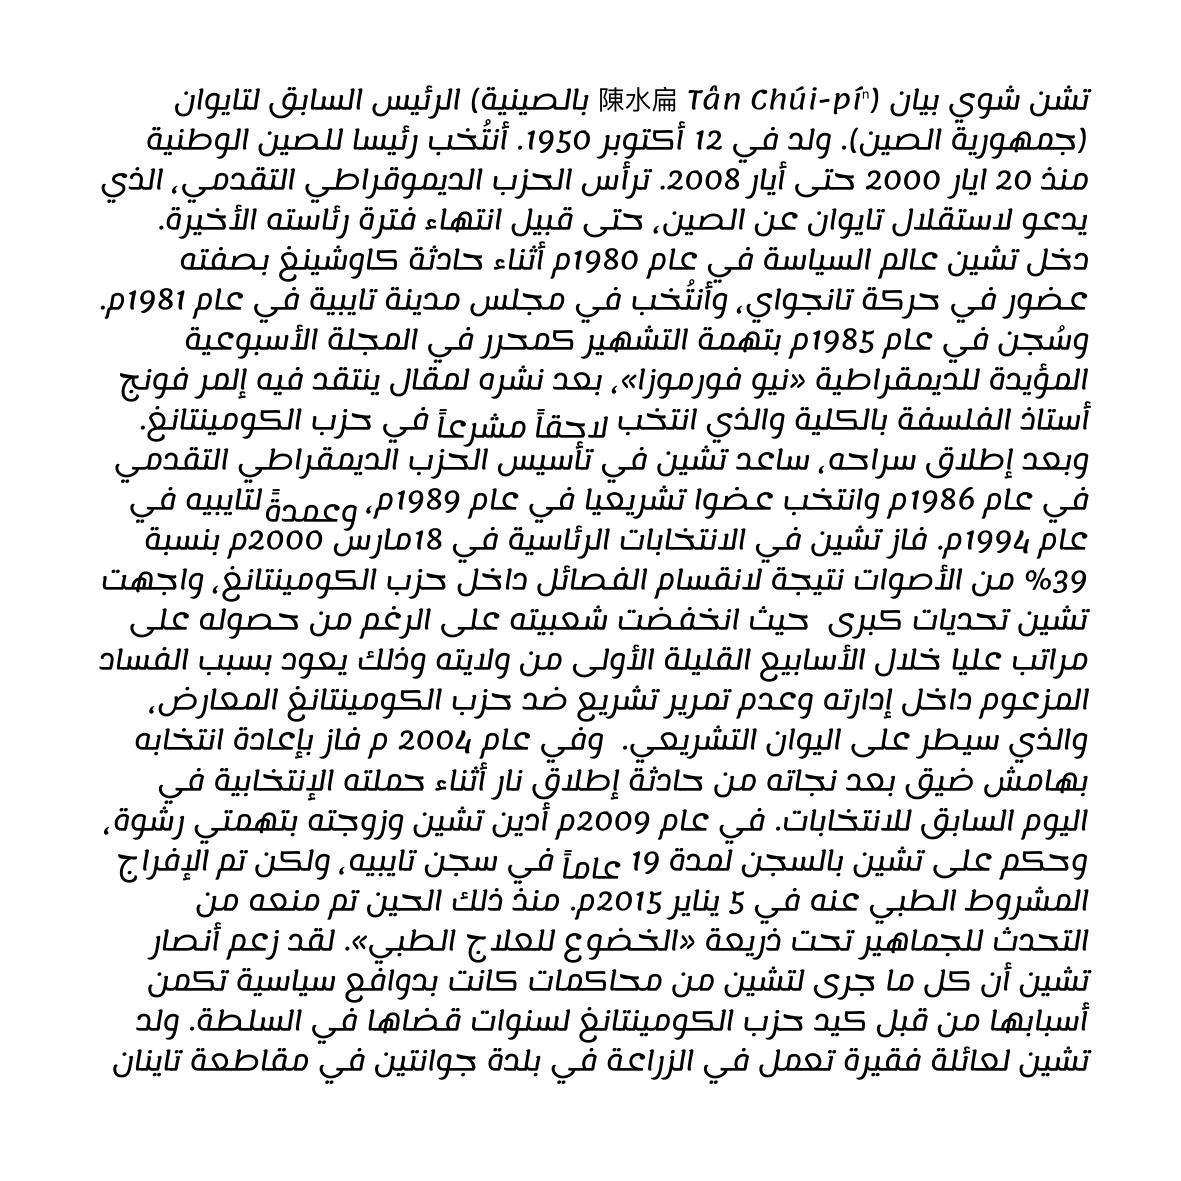 تشن شوي بيان (Tân Chúi-píⁿ 陳水扁 بالصينية) الرئيس السابق لتايوان
(جمهورية الصين). ولد في 12 أكتوبر 1950. أنتُخب رئيسا للصين الوطنية
منذ 20 ايار 2000 حتى أيار 2008. ترأس الحزب الديموقراطي التقدمي، الذي
يدعو لاستقلال تايوان عن الصين، حتى قبيل انتهاء فترة رئاسته الأخيرة.
دخل تشين عالم السياسة في عام 1980م أثناء حادثة كاوشينغ بصفته
عضور في حركة تانجواي، وأنتُخب في مجلس مدينة تايبية في عام 1981م.
وسُجن في عام 1985م بتهمة التشهير كمحرر في المجلة الأسبوعية
المؤيدة للديمقراطية «نيو فورموزا»، بعد نشره لمقال ينتقد فيه إلمر فونج
أستاذ الفلسفة بالكلية والذي انتخب لاحقاً مشرعاً في حزب الكومينتانغ.
وبعد إطلاق سراحه، ساعد تشين في تأسيس الحزب الديمقراطي التقدمي
في عام 1986م وانتخب عضوا تشريعيا في عام 1989م، وعمدةً لتايبيه في
عام 1994م. فاز تشين في الانتخابات الرئاسية في 18مارس 2000م بنسبة
39% من الأصوات نتيجة لانقسام الفصائل داخل حزب الكومينتانغ، واجهت
تشين تحديات كبرى  حيث انخفضت شعبيته على الرغم من حصوله على
مراتب عليا خلال الأسابيع القليلة الأولى من ولايته وذلك يعود بسبب الفساد
المزعوم داخل إدارته وعدم تمرير تشريع ضد حزب الكومينتانغ المعارض،
والذي سيطر على اليوان التشريعي.  وفي عام 2004 م فاز بإعادة انتخابه
بهامش ضيق بعد نجاته من حادثة إطلاق نار أثناء حملته الإنتخابية في
اليوم السابق للانتخابات. في عام 2009م أدين تشين وزوجته بتهمتي رشوة،
وحكم على تشين بالسجن لمدة 19 عاماً في سجن تايبيه، ولكن تم الإفراج
المشروط الطبي عنه في 5 يناير 2015م. منذ ذلك الحين تم منعه من
التحدث للجماهير تحت ذريعة «الخضوع للعلاج الطبي». لقد زعم أنصار
تشين أن كل ما جرى لتشين من محاكمات كانت بدوافع سياسية تكمن
أسبابها من قبل كيد حزب الكومينتانغ لسنوات قضاها في السلطة. ولد
تشين لعائلة فقيرة تعمل في الزراعة في بلدة جوانتين في مقاطعة تاينان